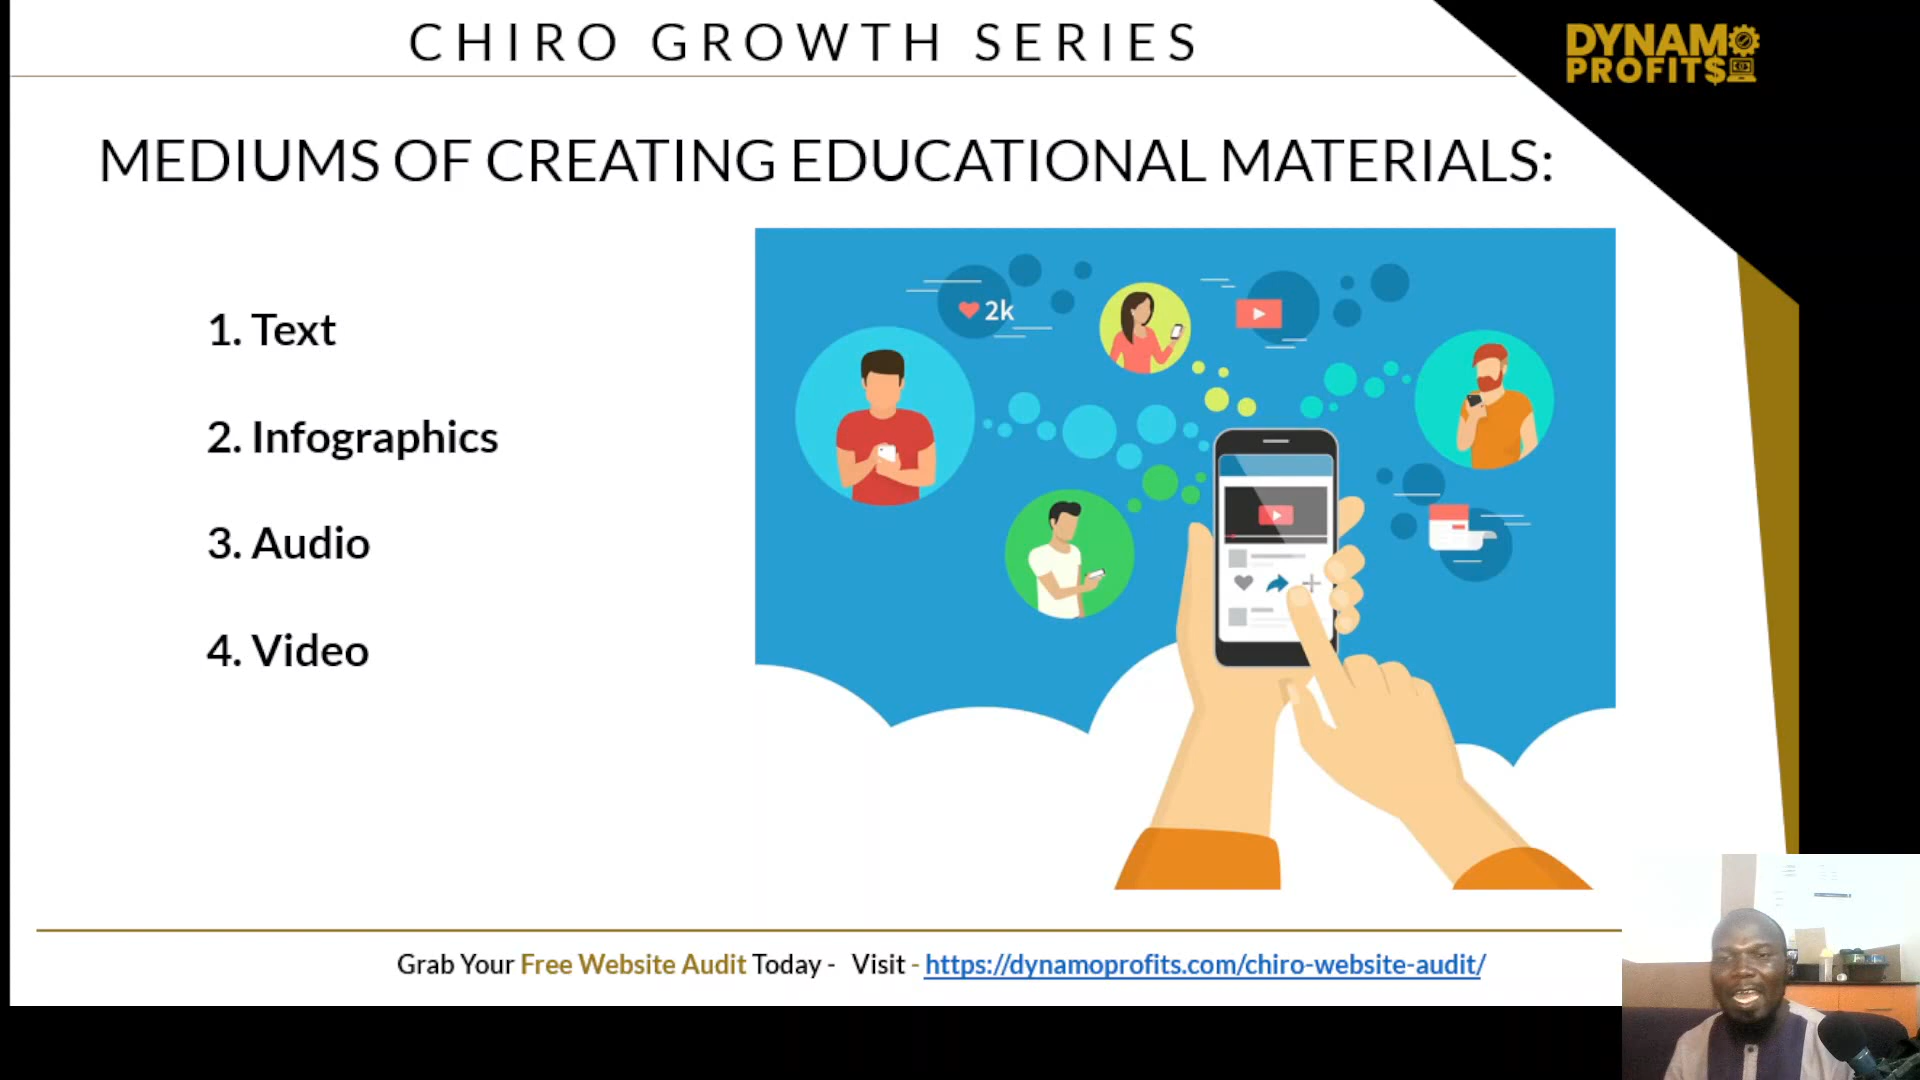 CHIRO GROWTH SERIES
DYNAMO
PROFIT$
MEDIUMS OF CREATING EDUCATIONAL MATERIALS:
1. Text
2. Infographics
3. Audio
4. Video
2k
Grab Your Free Website Audit Today - Visit - https://dynamoprofits.com/chiro-website-audit/